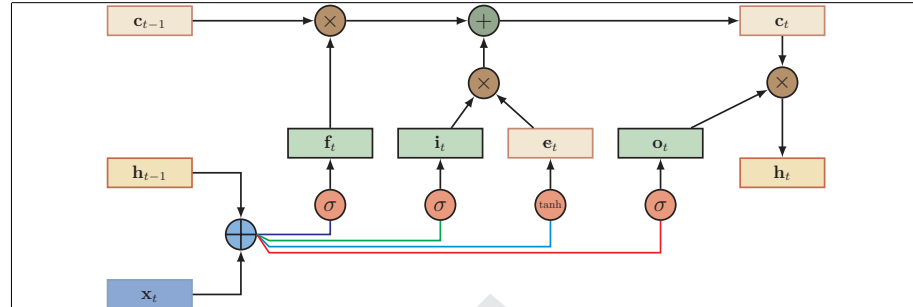 c_{t−1} × + c_t
× ×
f_t i_t e_t o_t
h_{t−1} h_t
σ σ tanh σ
x_t